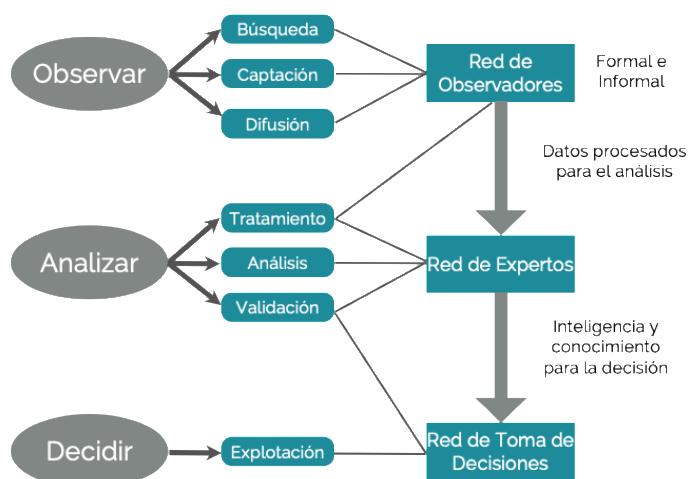 Observar
Búsqueda
Captación
Difusión
Red de
Observadores
Formal e
Informal
Datos procesados
para el análisis
Analizar
Tratamiento
Análisis
Validación
Red de Expertos
Inteligencia y
conocimiento
para la decisión
Decidir
Explotación
Red de Toma de
Decisiones